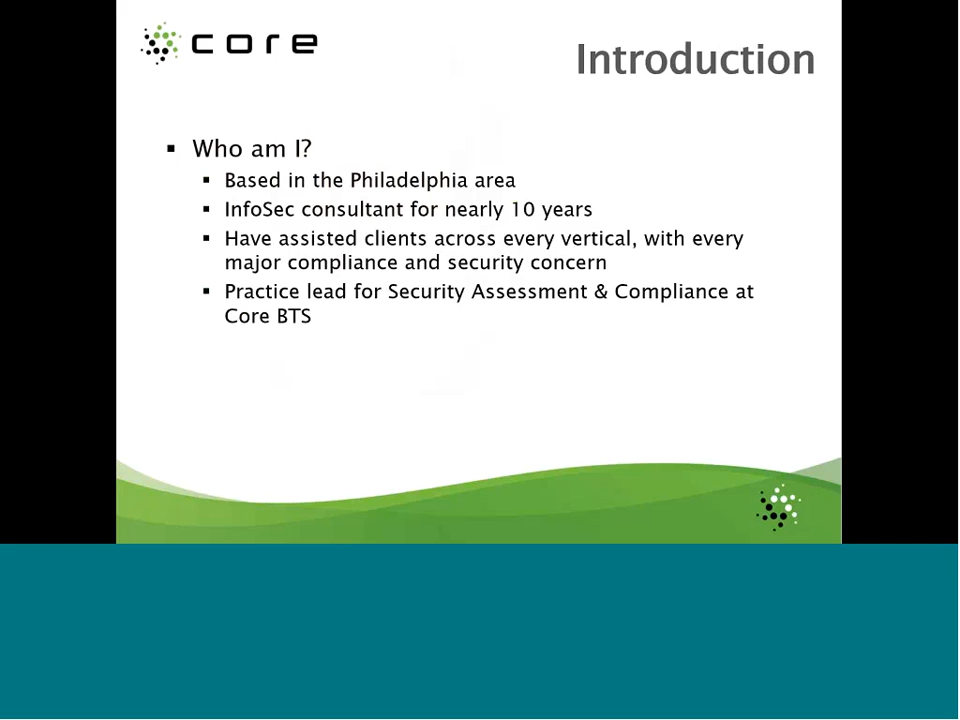 core
Introduction
▪ Who am I?
▪ Based in the Philadelphia area
▪ InfoSec consultant for nearly 10 years
▪ Have assisted clients across every vertical, with every
major compliance and security concern
▪ Practice lead for Security Assessment & Compliance at
Core BTS